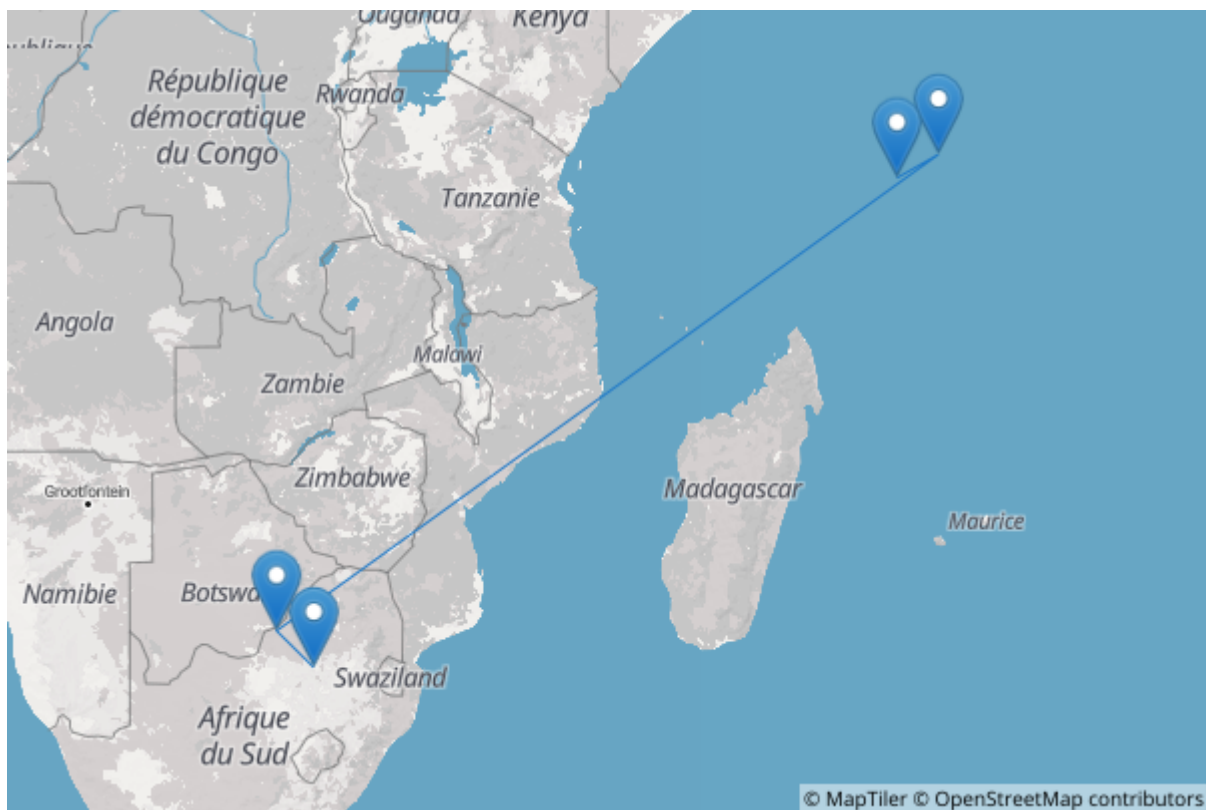 Ouganda
Kenya
République
démocratique
du Congo
Rwanda
Tanzanie
Angola
Malawi
Zambie
Zimbabwe
Grootfontein
Madagascar
Maurice
Namibie
Botswa
Swaziland
Afrique
du Sud
© MapTiler © OpenStreetMap contributors